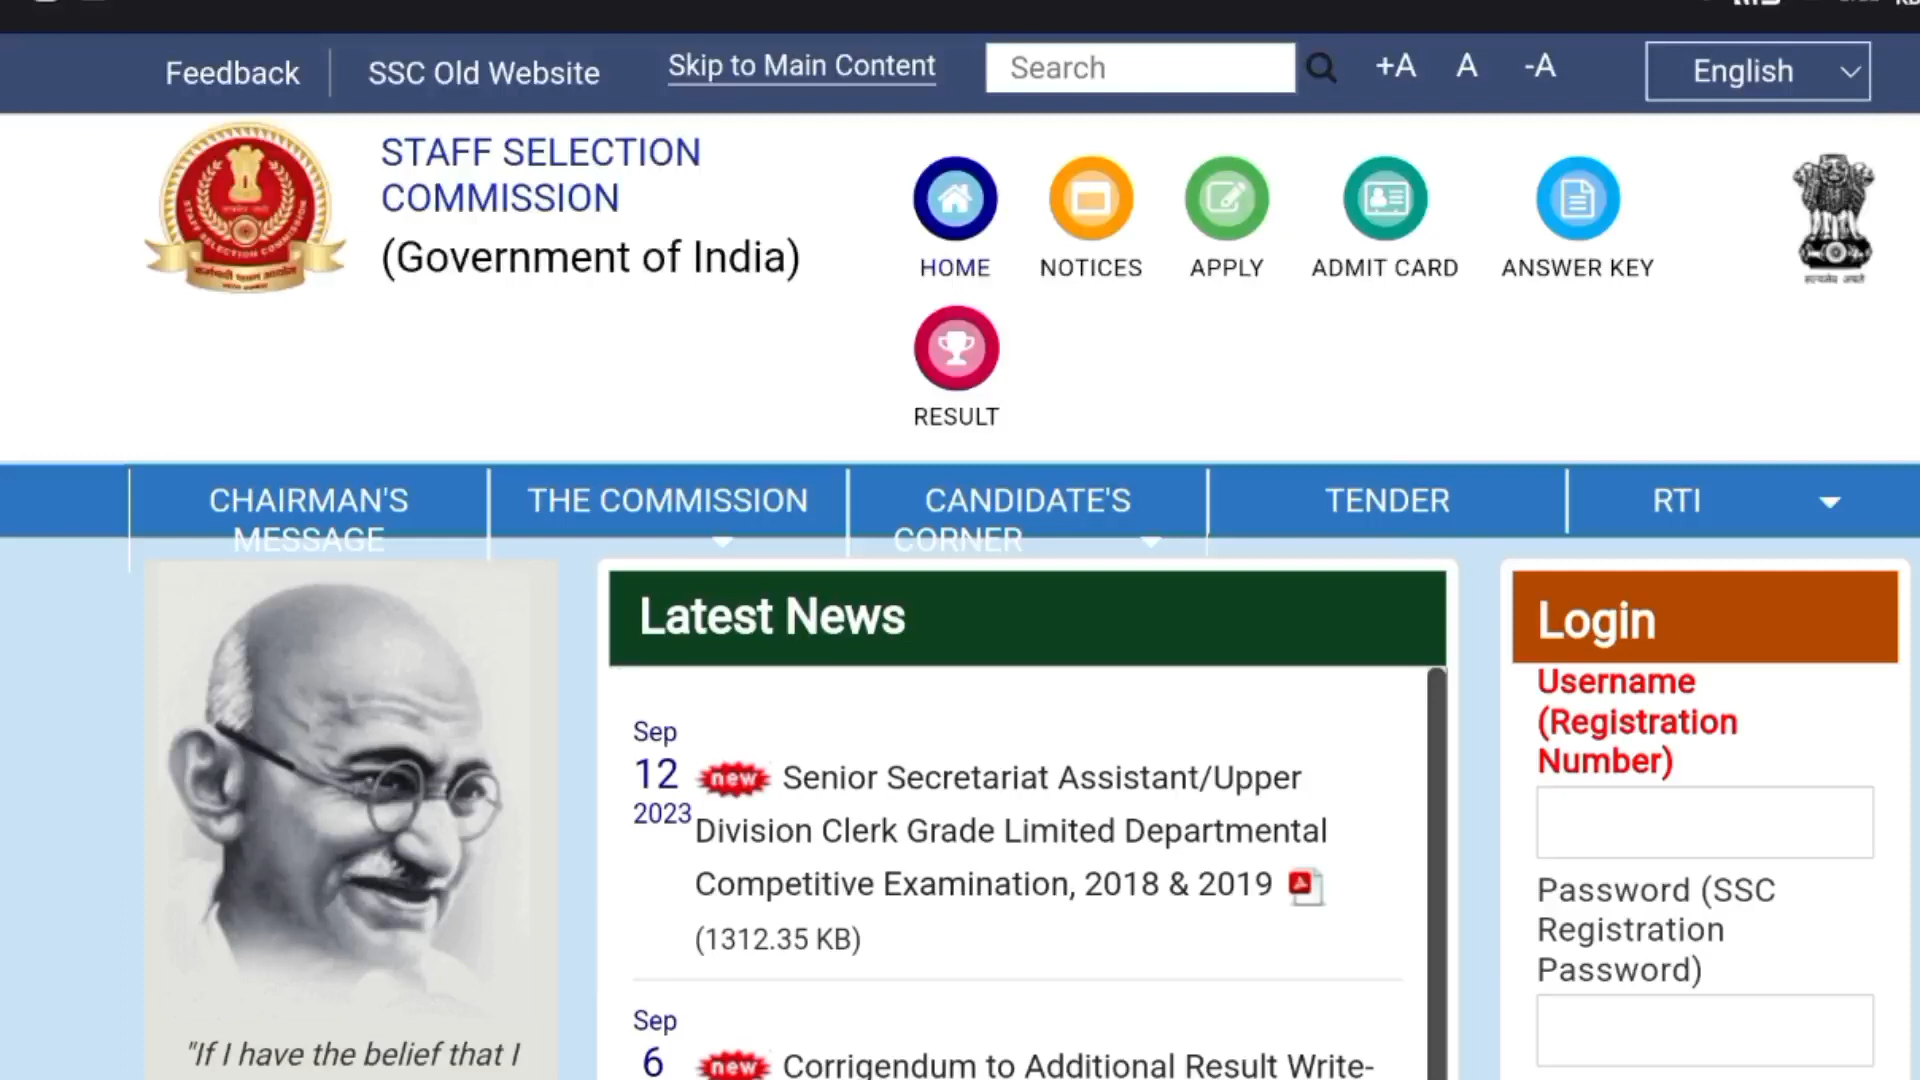 Feedback
SSC Old Website
Skip to Main Content
Search
+A
A
-A
English
STAFF SELECTION
COMMISSION
(Government of India)
STAFF SELECTION COMMISSION
HOME
NOTICES
APPLY
ADMIT CARD
ANSWER KEY
RESULT
CHAIRMAN'S
MESSAGE
THE COMMISSION
CANDIDATE'S
CORNER
TENDER
RTI
"If I have the belief that I
Latest News
Sep
12
2023
new Senior Secretariat Assistant/Upper
Division Clerk Grade Limited Departmental
Competitive Examination, 2018 & 2019
(1312.35 KB)
Sep
6
new Corrigendum to Additional Result Write-
Login
Username
(Registration
Number)
Password (SSC
Registration
Password)